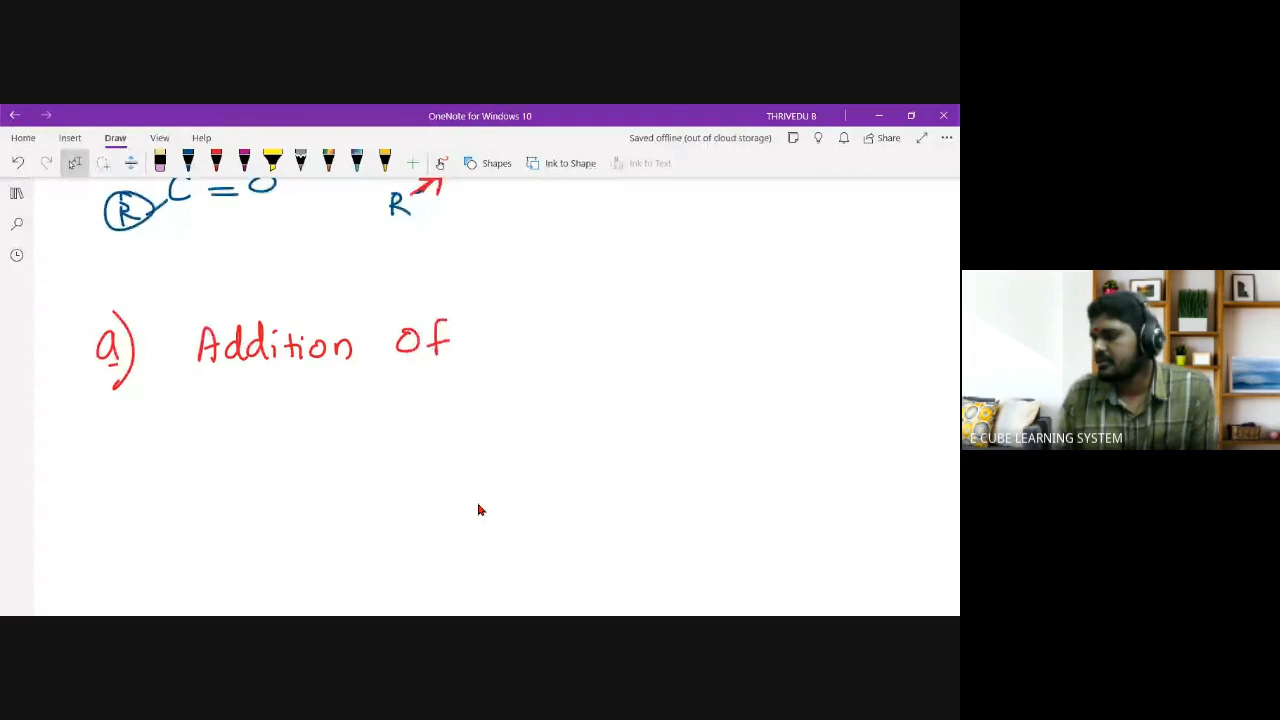 OneNote for Windows 10
THRIVEDU B
Home Insert Draw View Help
Saved offline (out of cloud storage)
Share
Shapes
Ink to Shape
Ink to Text
R C = O
R
a) Addition Of
E CUBE LEARNING SYSTEM